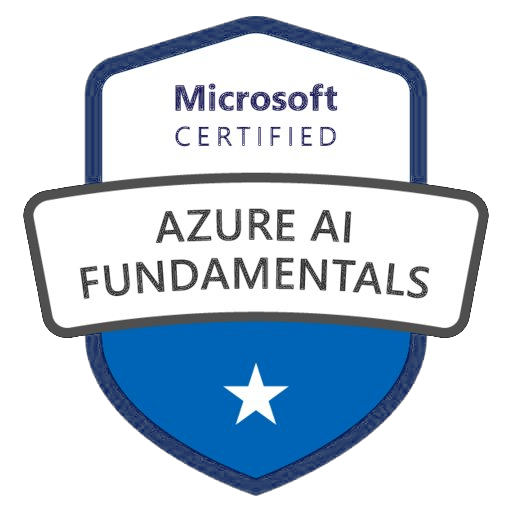 Microsoft
CERTIFIED
AZURE AI
FUNDAMENTALS